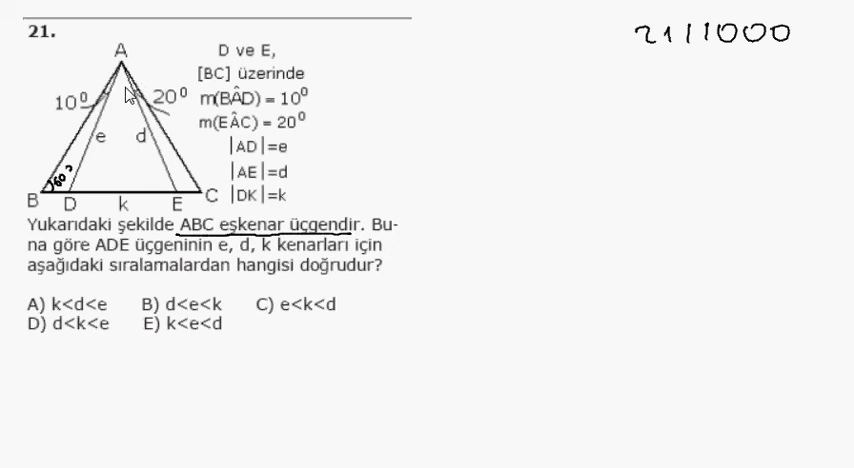 2111000
21.
A
D ve E,
[BC] üzerinde
10⁰ 20⁰ m(BÂD) = 10⁰
m(EÂC) = 20⁰
e d |AD|=e
|AE|=d
60°
B D k E C |DK|=k
Yukarıdaki şekilde ABC eşkenar üçgendir. Bu-
na göre ADE üçgeninin e, d, k kenarları için
aşağıdaki sıralamalardan hangisi doğrudur?
A) k<d<e B) d<e<k C) e<k<d
D) d<k<e E) k<e<d